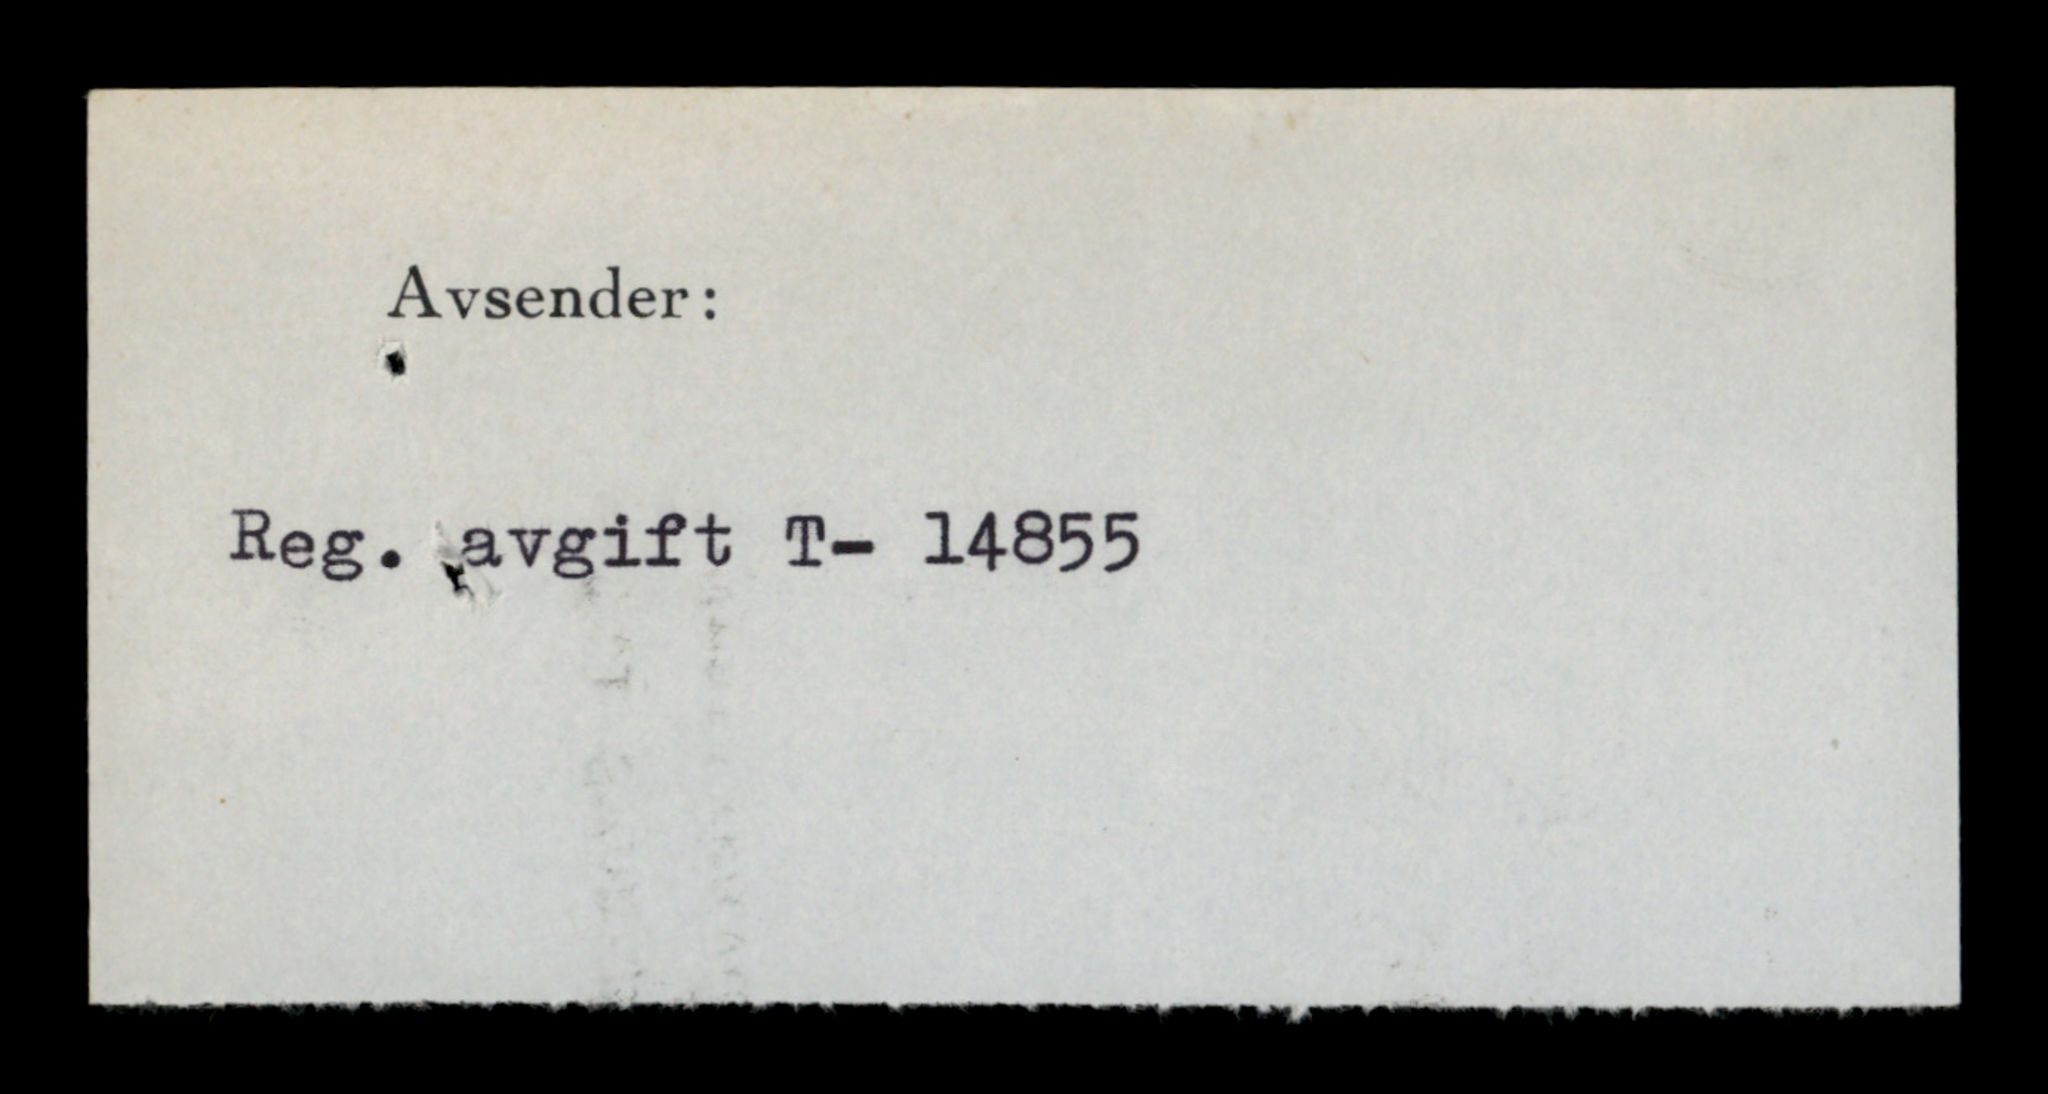 Avsender:
Reg. avgift T- 14855